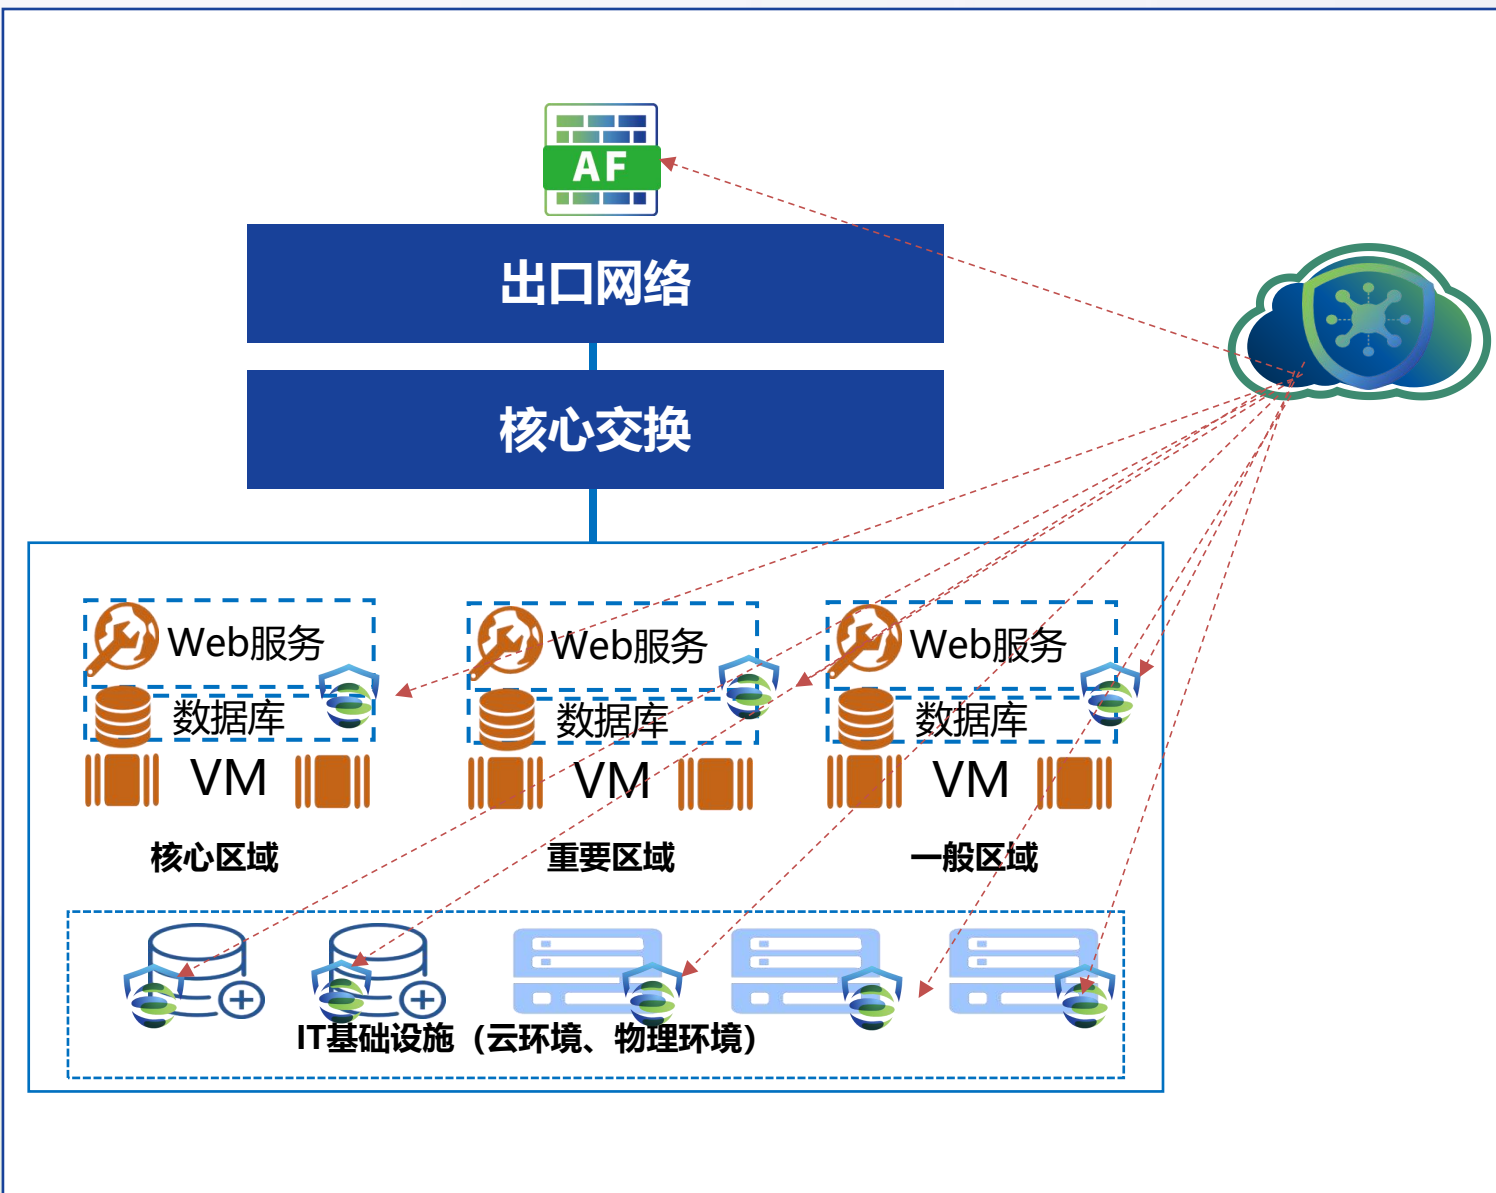 AF
出口网络
核心交换
Web服务
数据库
VM
核心区域
Web服务
数据库
VM
重要区域
Web服务
数据库
VM
一般区域
IT基础设施（云环境、物理环境）